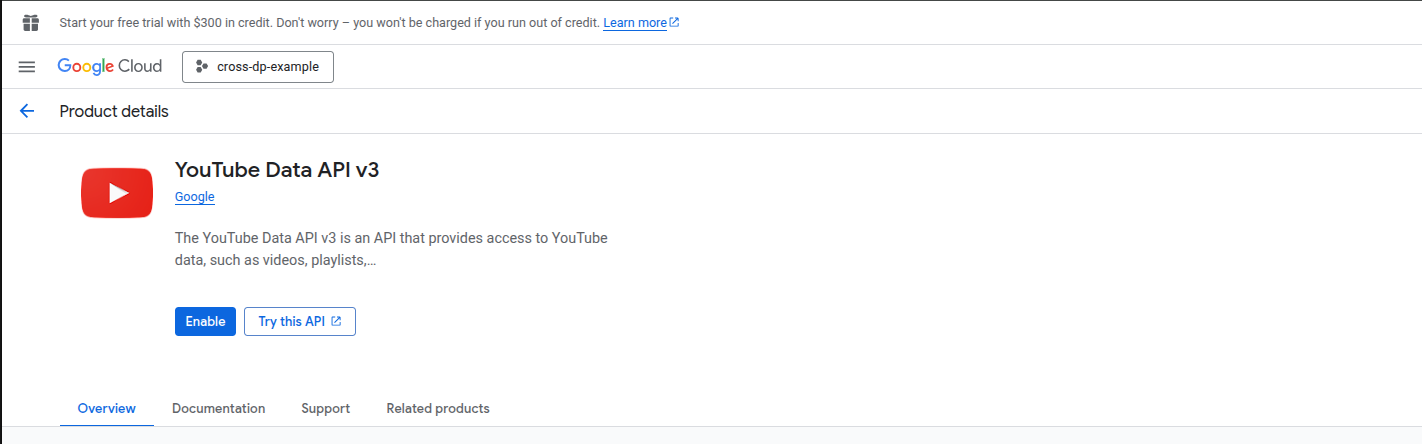 Start your free trial with $300 in credit. Don't worry – you won't be charged if you run out of credit. Learn more
Google Cloud
cross-dp-example
Product details
YouTube Data API v3
Google
The YouTube Data API v3 is an API that provides access to YouTube
data, such as videos, playlists,...
Enable
Try this API
Overview
Documentation
Support
Related products